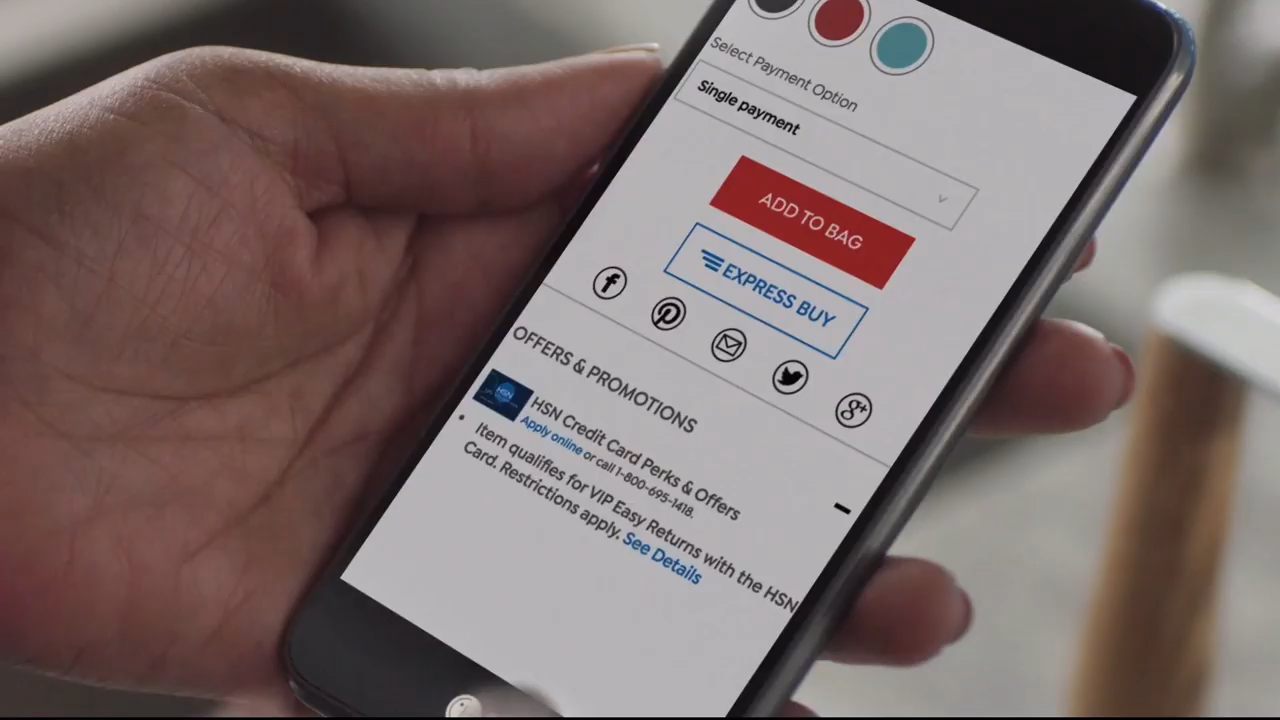 Select Payment Option
Single payment
ADD TO BAG
EXPRESS BUY
OFFERS & PROMOTIONS
HSN
HSN Credit Card Perks & Offers
Apply online or call 1-800-695-1418.
Item qualifies for VIP Easy Returns with the HSN
Card. Restrictions apply. See Details